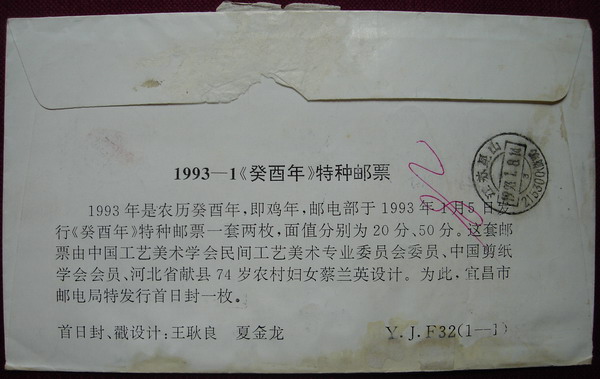 1993—1《癸酉年》特种邮票
1993年是农历癸酉年,即鸡年,邮电部于1993年1月5日发
行《癸酉年》特种邮票一套两枚,面值分别为20分、50分。这套邮
票由中国工艺美术学会民间工艺美术专业委员会委员、中国剪纸
学会会员、河北省献县74岁农村妇女蔡兰英设计。为此,宜昌市
邮电局特发行首日封一枚。
首日封、戳设计:王耿良 夏金龙
Y.J.F32(1—1)
江苏昆山